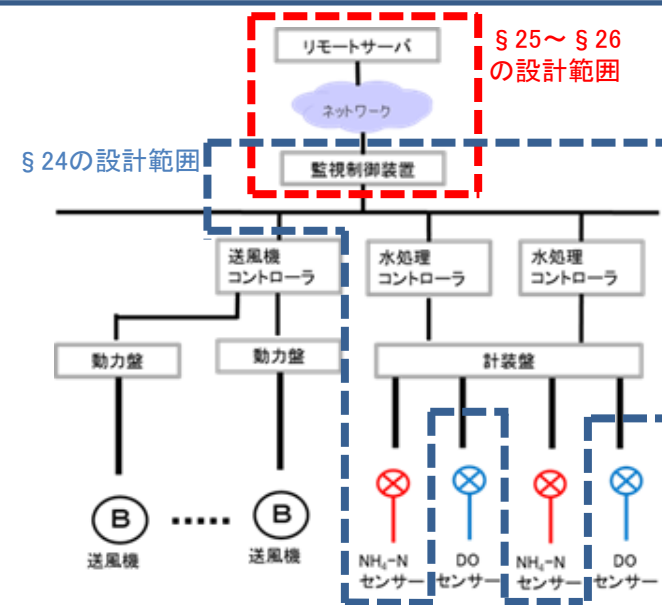 リモートサーバ
§25～§26
の設計範囲
ネットワーク
§24の設計範囲
監視制御装置
送風機
コントローラ
水処理
コントローラ
水処理
コントローラ
動力盤
動力盤
計装盤
B
B
送風機
送風機
NH₄-N
センサー
DO
センサー
NH₄-N
センサー
DO
センサー